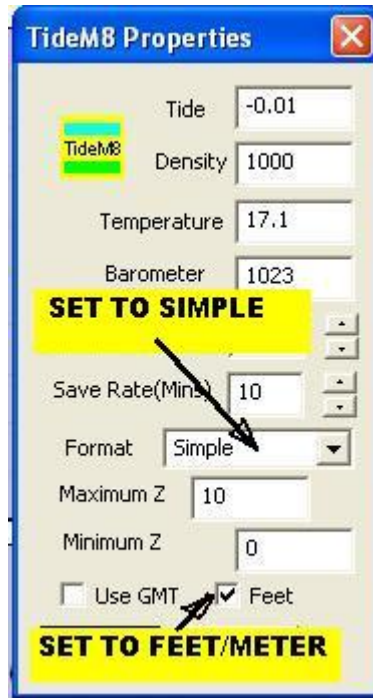 TideM8 Properties
Tide -0.01
TideM8
Density 1000
Temperature 17.1
Barometer 1023
SET TO SIMPLE
Save Rate(Mins) 10
Format Simple
Maximum Z 10
Minimum Z 0
Use GMT Feet
SET TO FEET/METER